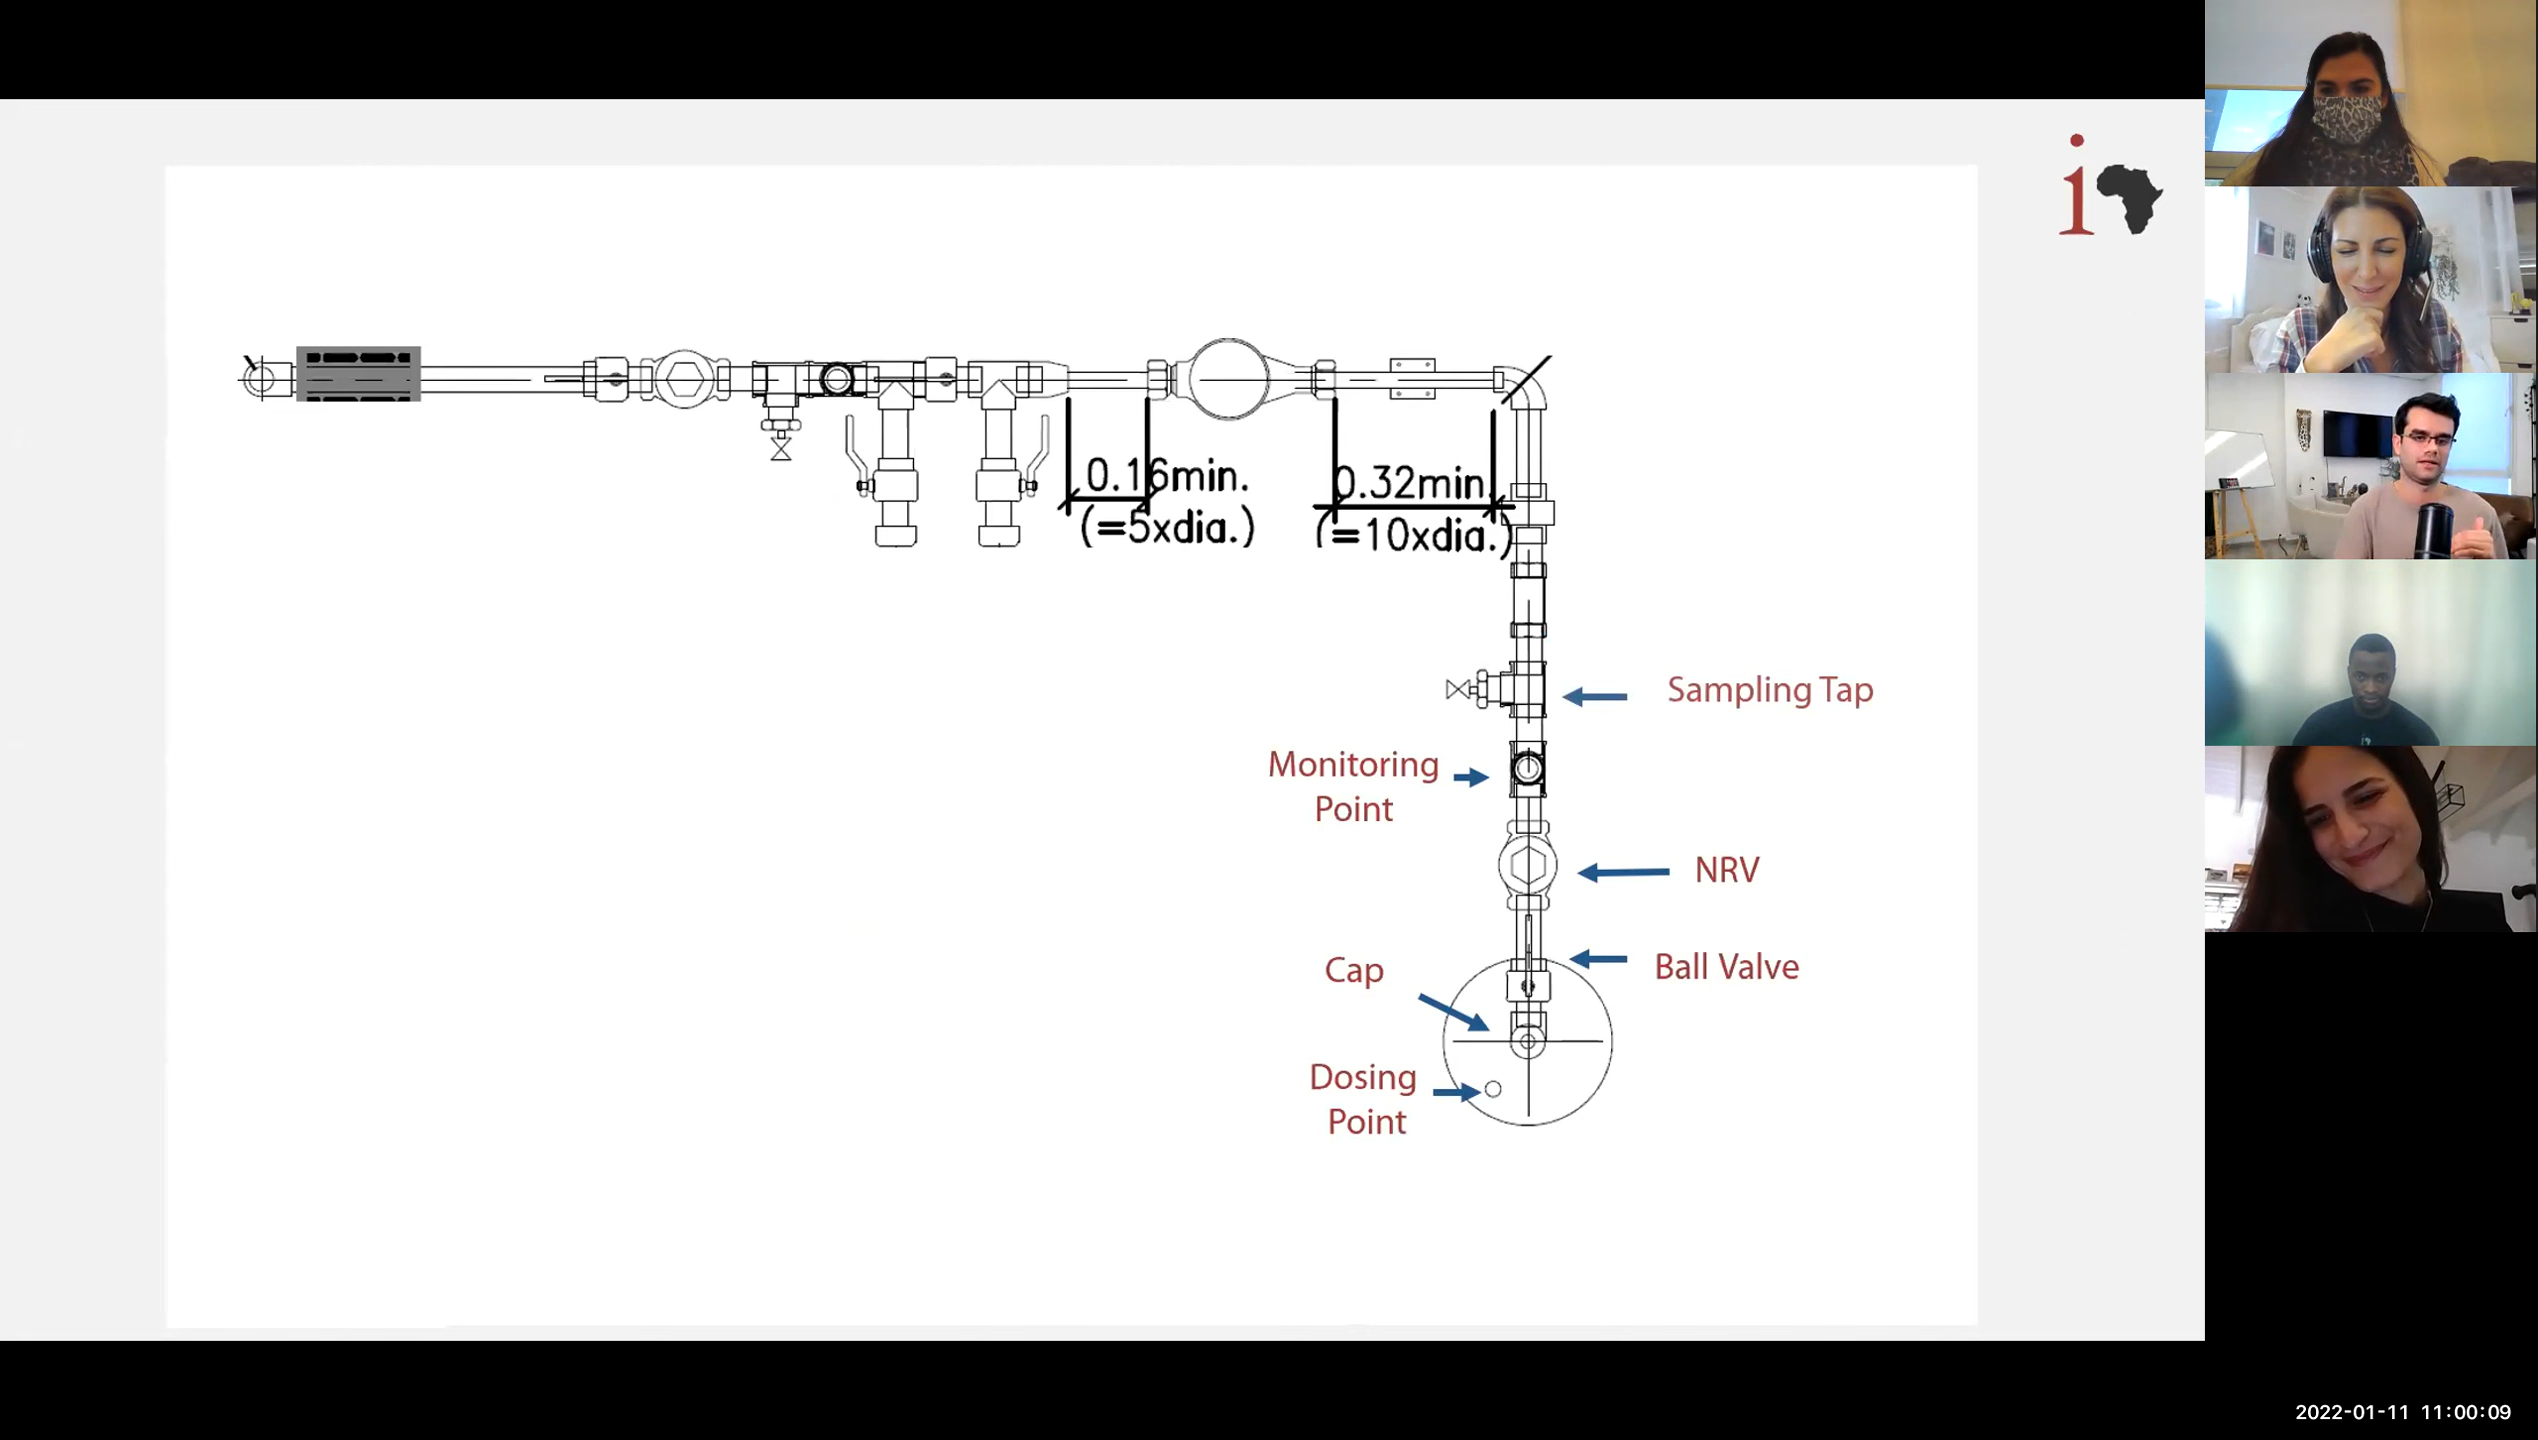 i
0.16min.
(=5xdia.)
0.32min.
(=10xdia.)
Sampling Tap
Monitoring
Point
NRV
Ball Valve
Cap
Dosing
Point
2022-01-11 11:00:09